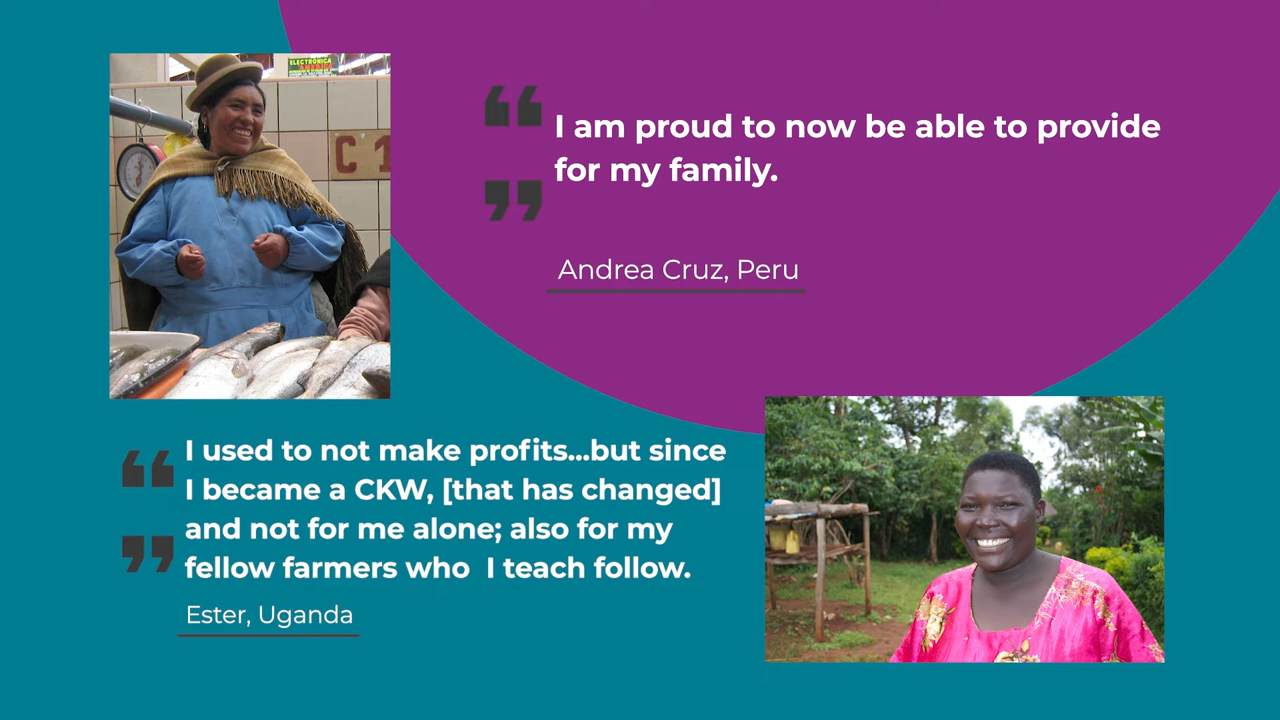 ELECTRÓNICA
C 1
“ I am proud to now be able to provide
for my family.
”
Andrea Cruz, Peru
“ I used to not make profits...but since
I became a CKW, [that has changed]
and not for me alone; also for my
” fellow farmers who  I teach follow.
Ester, Uganda